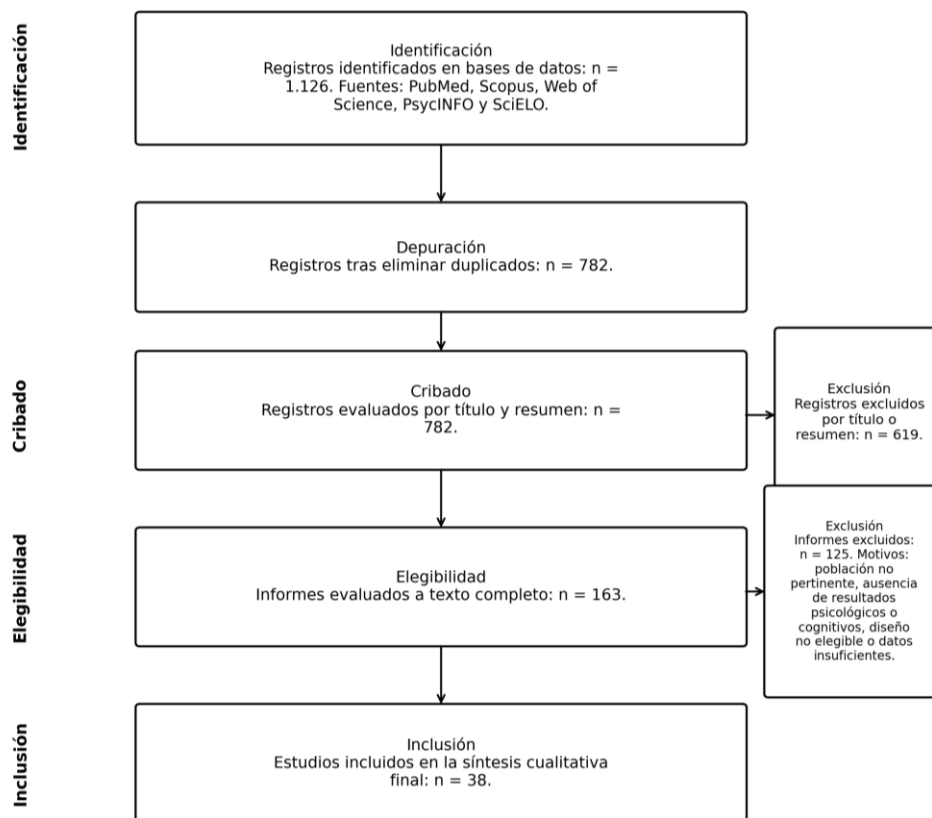 Identificación
Identificación
Registros identificados en bases de datos: n =
1.126. Fuentes: PubMed, Scopus, Web of
Science, PsycINFO y SciELO.
Depuración
Registros tras eliminar duplicados: n = 782.
Cribado
Cribado
Registros evaluados por título y resumen: n =
782.
Exclusión
Registros excluidos
por título o
resumen: n = 619.
Elegibilidad
Elegibilidad
Informes evaluados a texto completo: n = 163.
Exclusión
Informes excluidos:
n = 125. Motivos:
población no
pertinente, ausencia
de resultados
psicológicos o
cognitivos, diseño
no elegible o datos
insuficientes.
Inclusión
Inclusión
Estudios incluidos en la síntesis cualitativa
final: n = 38.